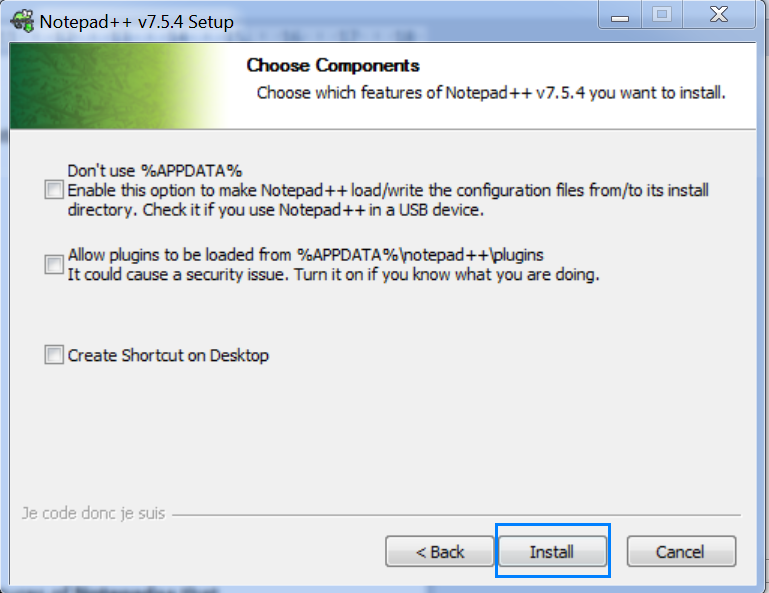 Notepad++ v7.5.4 Setup
Choose Components
Choose which features of Notepad++ v7.5.4 you want to install.
Don't use %APPDATA%
Enable this option to make Notepad++ load/write the configuration files from/to its install
directory. Check it if you use Notepad++ in a USB device.
Allow plugins to be loaded from %APPDATA%\notepad++\plugins
It could cause a security issue. Turn it on if you know what you are doing.
Create Shortcut on Desktop
Je code donc je suis
< Back Install Cancel